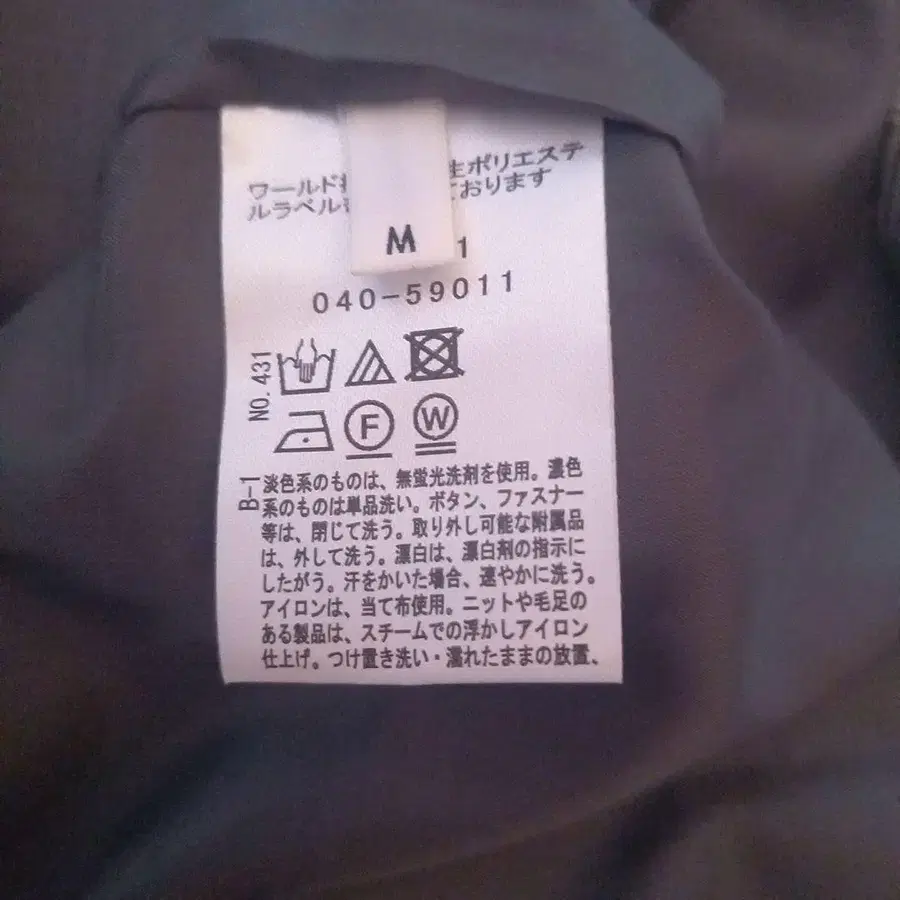 ワールド 生ポリエステ
ルラベル ております
M
1
040-59011
NO. 431
F W
B-1
淡色系のものは、無蛍光洗剤を使用。濃色
系のものは単品洗い。ボタン、ファスナー
等は、閉じて洗う。取り外し可能な附属品
は、外して洗う。漂白は、漂白剤の指示に
したがう。汗をかいた場合、速やかに洗う。
アイロンは、当て布使用。ニットや毛足の
ある製品は、スチームでの浮かしアイロン
仕上げ。つけ置き洗い・濡れたままの放置、